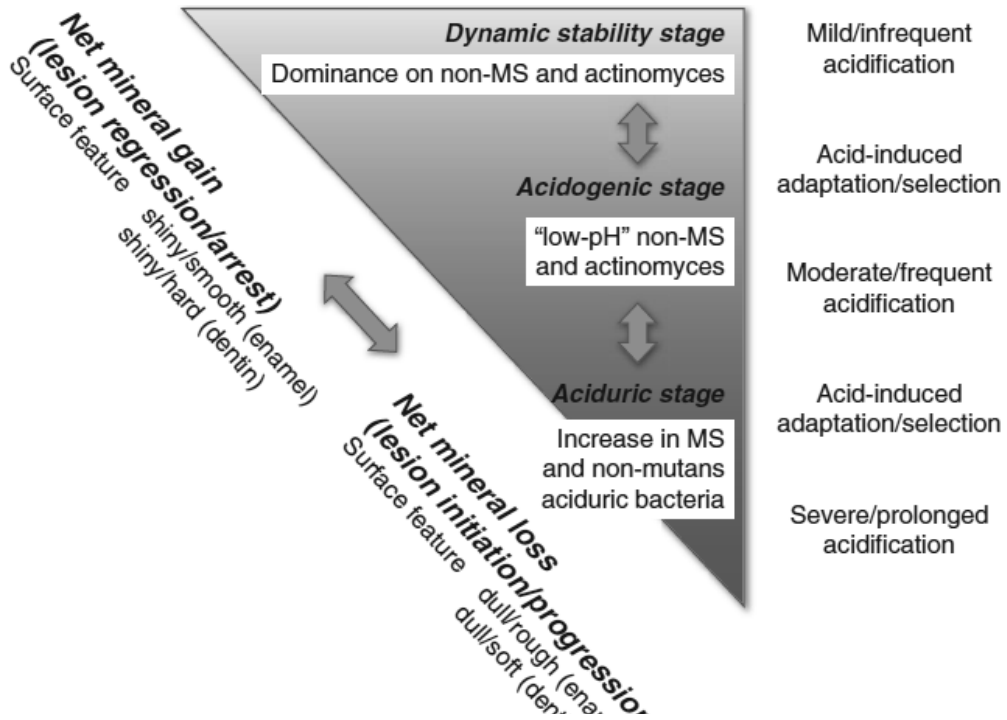 Dynamic stability stage
Dominance on non-MS and actinomyces
Acidogenic stage
“low-pH” non-MS
and actinomyces
Aciduric stage
Increase in MS
and non-mutans
aciduric bacteria
Mild/infrequent
acidification
Acid-induced
adaptation/selection
Moderate/frequent
acidification
Acid-induced
adaptation/selection
Severe/prolonged
acidification
Net mineral gain
(lesion regression/arrest)
Surface feature
shiny/smooth (enamel)
shiny/hard (dentin)
Net mineral loss
(lesion initiation/progression
Surface feature
dull/rough
dull/soft